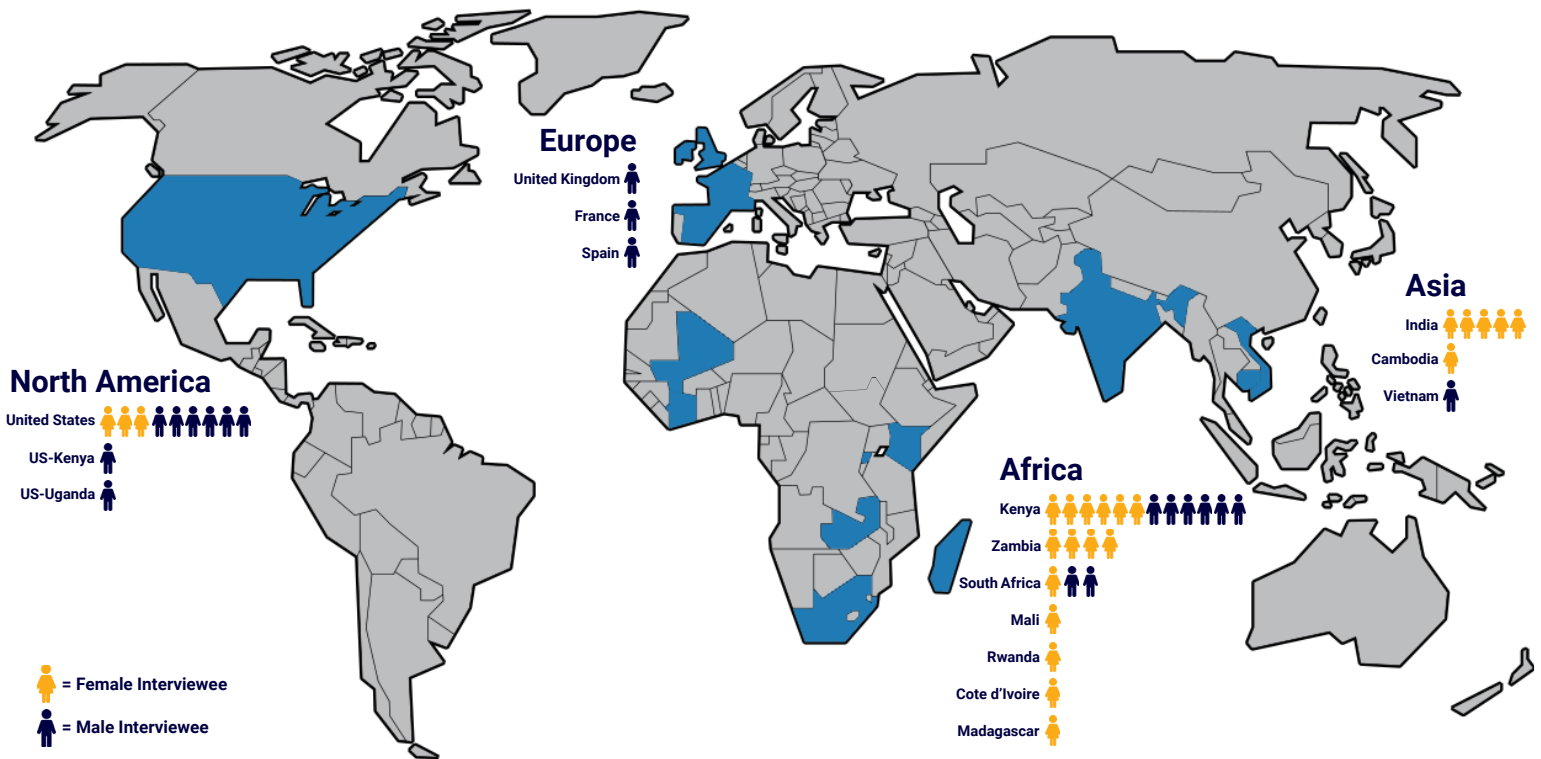 Europe
United Kingdom
France
Spain
Asia
India
Cambodia
Vietnam
North America
United States
US-Kenya
US-Uganda
Africa
Kenya
Zambia
South Africa
Mali
Rwanda
Cote d'Ivoire
Madagascar
= Female Interviewee
= Male Interviewee